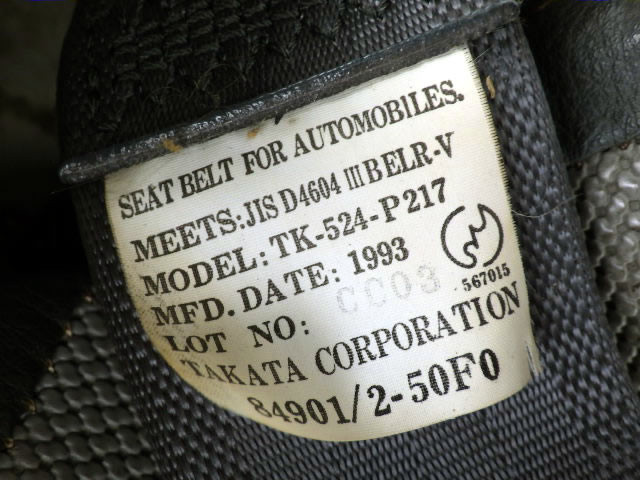 SEAT BELT FOR AUTOMOBILES.
MEETS:JIS D4604 III BELR-V
MODEL: TK-524-P217
MFD. DATE: 1993
LOT NO: CC03
567015
TAKATA CORPORATION
84901/2-50F0